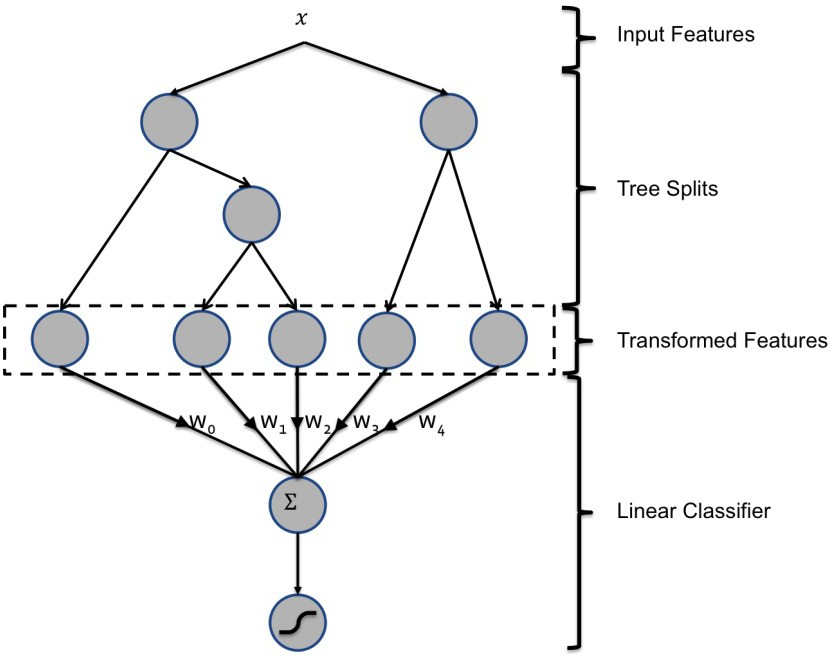 x
Input Features
Tree Splits
Transformed Features
w₀ w₁ w₂ w₃ w₄
Σ
Linear Classifier